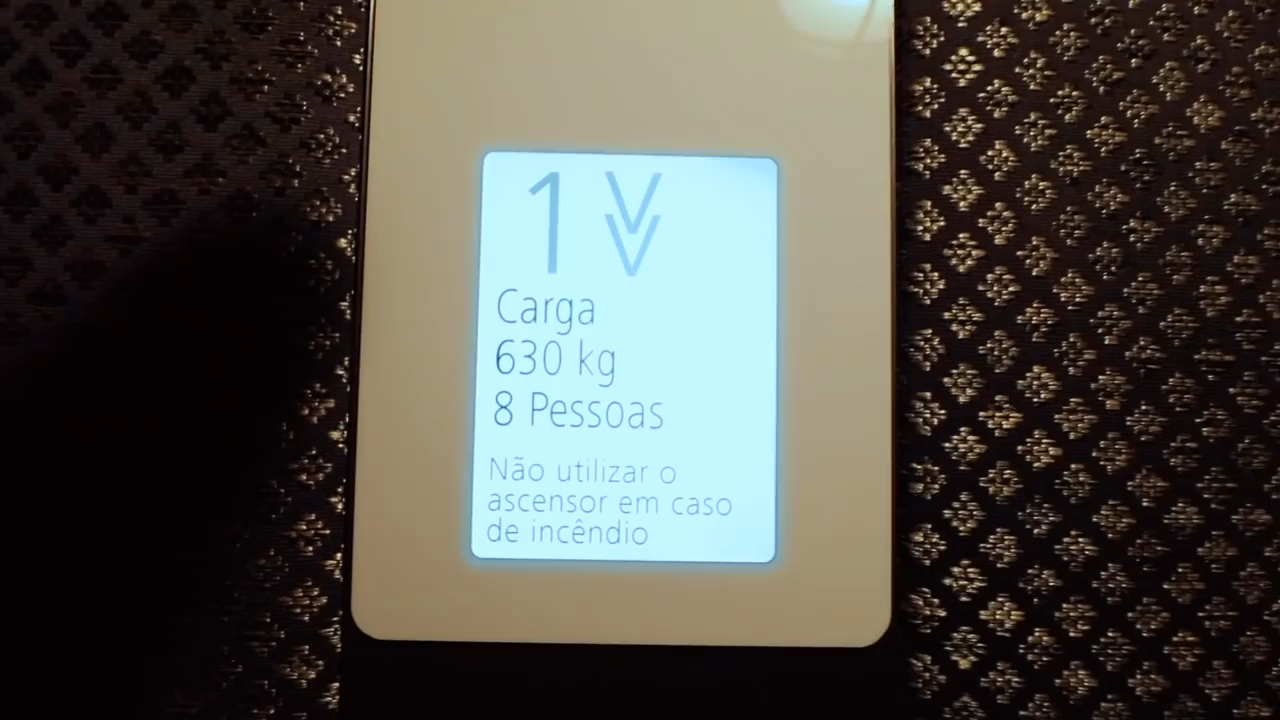 1
Carga
630 kg
8 Pessoas
Não utilizar o
ascensor em caso
de incêndio